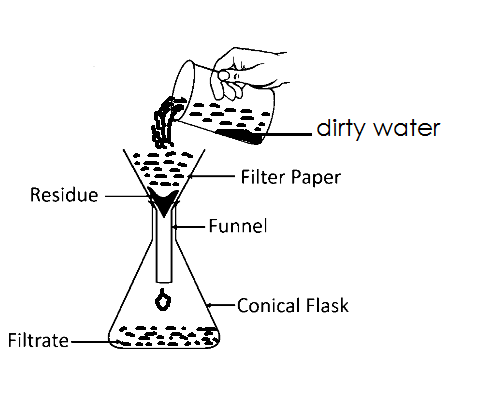 dirty water
Filter Paper
Residue
Funnel
Conical Flask
Filtrate